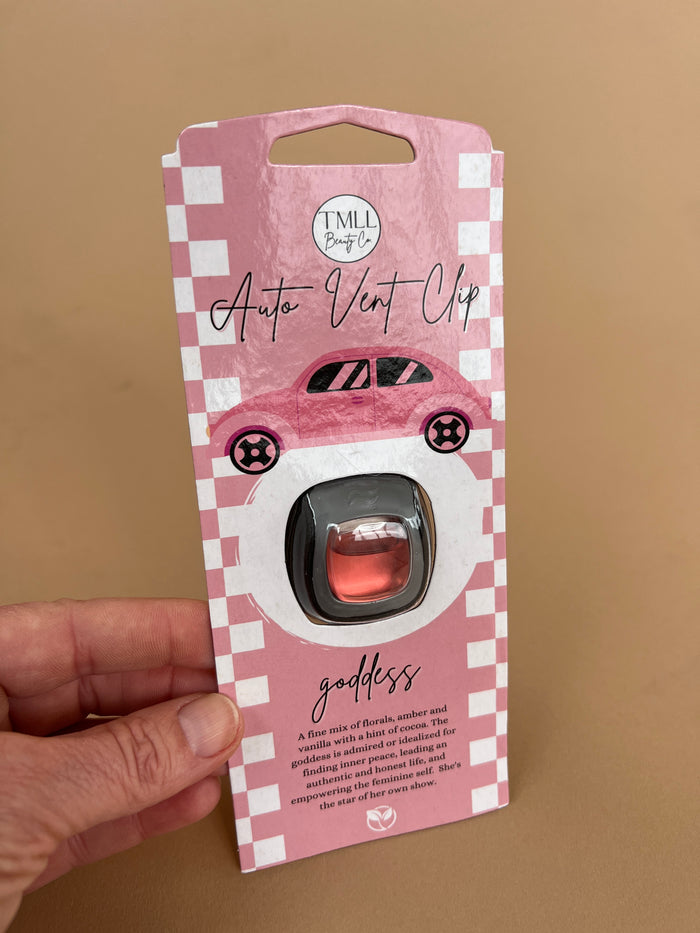 TMLL
Beauty Co.
Auto Vent Clip
goddess
A fine mix of florals, amber and
vanilla with a hint of cocoa. The
goddess is admired or idealized for
finding inner peace, leading an
authentic and honest life, and
empowering the feminine self. She's
the star of her own show.